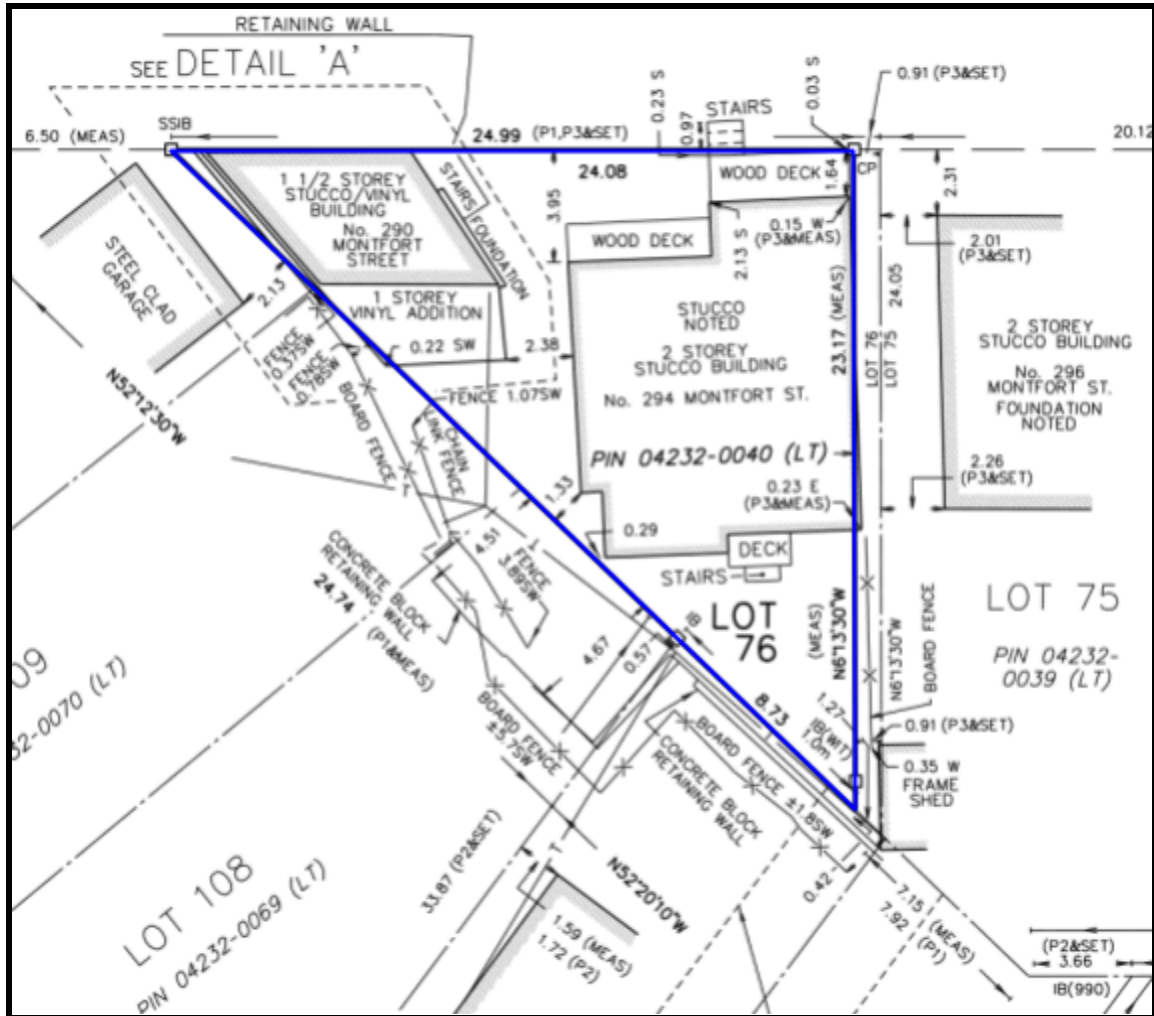 RETAINING WALL
SEE DETAIL 'A'
0.91 (P3&SET)
STAIRS
0.23 S
0.97
0.03 S
SSIB
6.50 (MEAS)
24.99 (P1,P3&SET)
20.12
24.08
CP
WOOD DECK
1.64
2.31
1 1/2 STOREY
STUCCO/VINYL
BUILDING
No. 290
MONTFORT
STREET
STAIRS
FOUNDATION
3.95
WOOD DECK
2.13 S
0.15 W
(P3&MEAS)
2.01
(P3&SET)
24.05
STEEL CLAD
GARAGE
2.13
1 STOREY
VINYL ADDITION
STUCCO
NOTED
23.17 (MEAS)
LOT 76
LOT 75
2 STOREY
STUCCO BUILDING
No. 296
MONTFORT ST.
FOUNDATION
NOTED
FENCE
0.37SW
FENCE
0.78SW
0.22 SW
2.38
2 STOREY
STUCCO BUILDING
No. 294 MONTFORT ST.
N52°12'30"W
BOARD FENCE
FENCE 1.07SW
CHAIN
LINK FENCE
PIN 04232-0040 (LT)
2.26
(P3&SET)
0.23 E
(P3&MEAS)
1.33
0.29
4.51
FENCE
3.89SW
DECK
STAIRS
CONCRETE BLOCK
RETAINING WALL
24.74 (P1&MEAS)
LOT
76
IB
(MEAS)
N6°13'30"W
N6°13'30"W
BOARD FENCE
LOT 75
PIN 04232-
0039 (LT)
4.67
0.57
09
32-0070 (LT)
8.73
1.27
IB(WIT)
1.0m
0.91 (P3&SET)
0.35 W
FRAME
SHED
BOARD FENCE
±5.7SW
BOARD FENCE ±1.8SW
CONCRETE BLOCK
RETAINING WALL
0.42
LOT 108
PIN 04232-0069 (LT)
33.87 (P2&SET)
T
N52°20'10"W
1.59 (MEAS)
1.72 (P2)
7.15 (MEAS)
7.92 (P1)
(P2&SET)
3.66
IB(990)